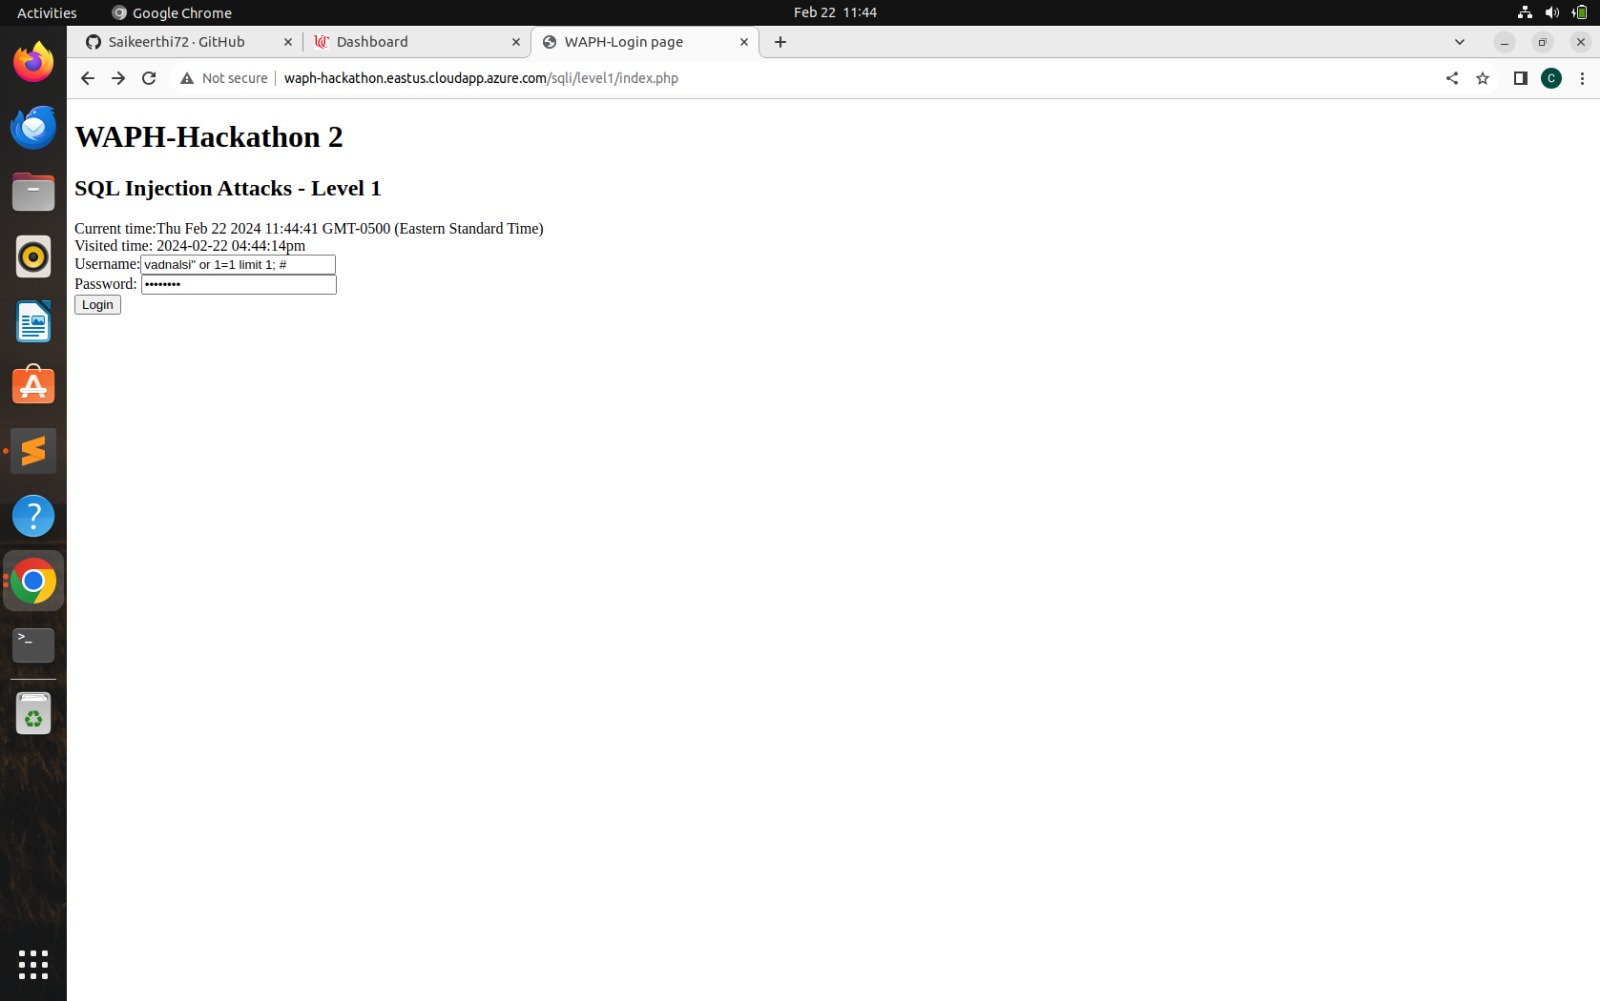 Activities
Google Chrome
Feb 22 11:44
Saikeerthi72 · GitHub
Dashboard
WAPH-Login page
Not secure
waph-hackathon.eastus.cloudapp.azure.com/sqli/level1/index.php
C
WAPH-Hackathon 2
SQL Injection Attacks - Level 1
Current time:Thu Feb 22 2024 11:44:41 GMT-0500 (Eastern Standard Time)
Visited time: 2024-02-22 04:44:14pm
Username: vadnalsi" or 1=1 limit 1; #
Password: ••••••••
Login